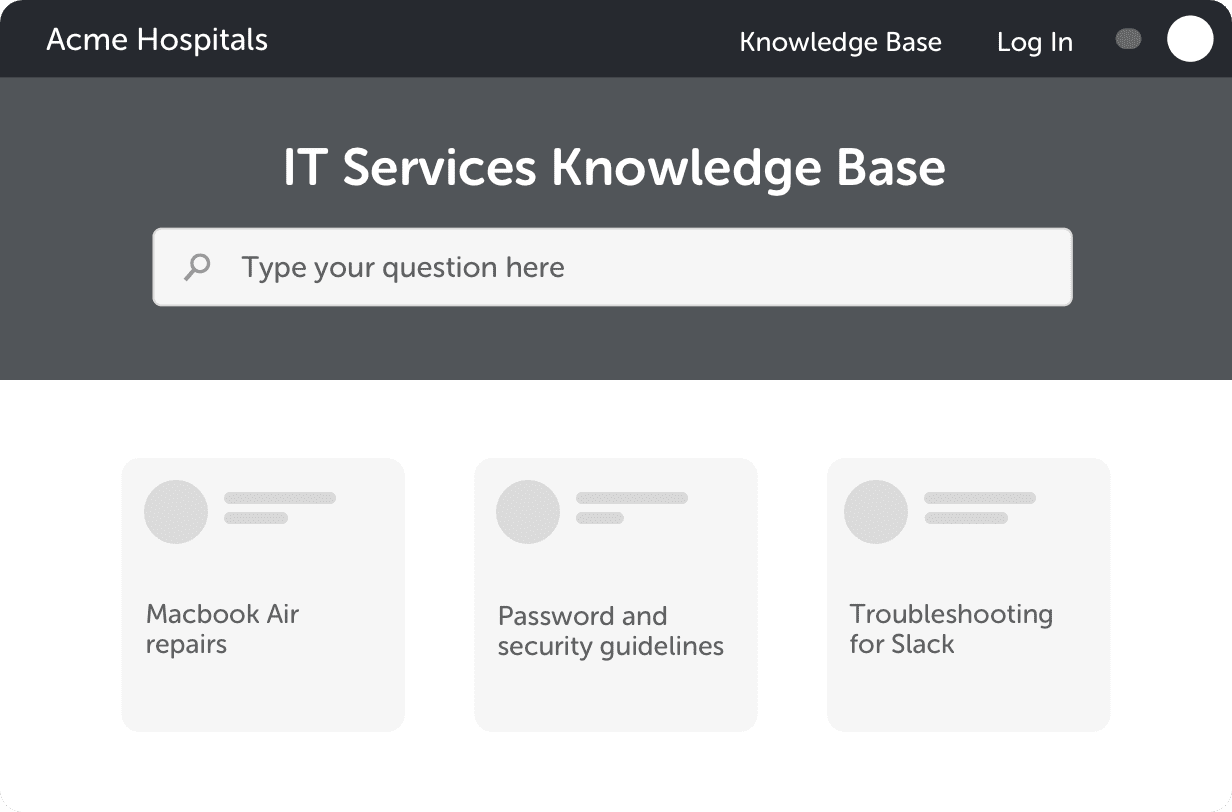 Acme Hospitals
Knowledge Base
Log In
IT Services Knowledge Base
Type your question here
Macbook Air
repairs
Password and
security guidelines
Troubleshooting
for Slack